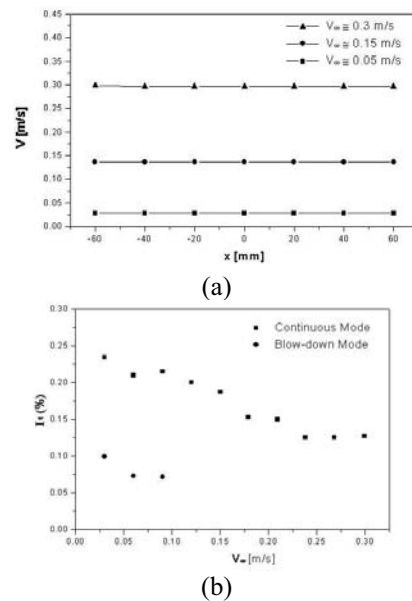 V∞ ≅ 0.3 m/s
V∞ ≅ 0.15 m/s
V∞ ≅ 0.05 m/s
0.50
0.45
0.40
0.35
0.30
0.25
0.20
0.15
0.10
0.05
0.00
V [m/s]
-60 -40 -20 0 20 40 60
x [mm]
(a)
Continuous Mode
Blow-down Mode
0.30
0.25
0.20
0.15
0.10
0.05
0.00
(%)
0.00 0.05 0.10 0.15 0.20 0.25 0.30
V∞ [m/s]
(b)